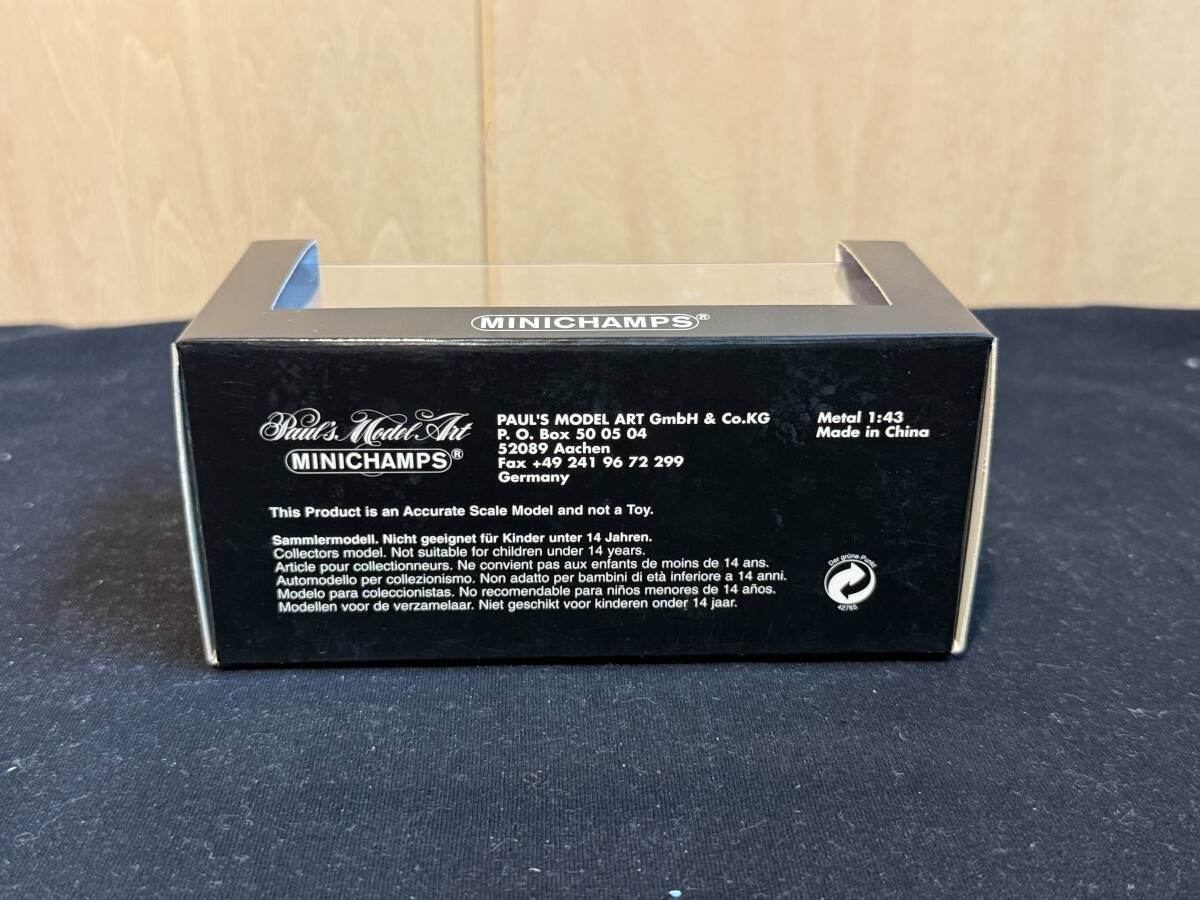 MINICHAMPS®
Paul's Model Art
MINICHAMPS®
PAUL'S MODEL ART GmbH & Co.KG
P. O. Box 50 05 04
52089 Aachen
Fax +49 241 96 72 299
Germany
Metal 1:43
Made in China
This Product is an Accurate Scale Model and not a Toy.
Sammlermodell. Nicht geeignet für Kinder unter 14 Jahren.
Collectors model. Not suitable for children under 14 years.
Article pour collectionneurs. Ne convient pas aux enfants de moins de 14 ans.
Automodello per collezionismo. Non adatto per bambini di età inferiore a 14 anni.
Modelo para coleccionistas. No recomendable para niños menores de 14 años.
Modellen voor de verzamelaar. Niet geschikt voor kinderen onder 14 jaar.
Der grüne Punkt
42765